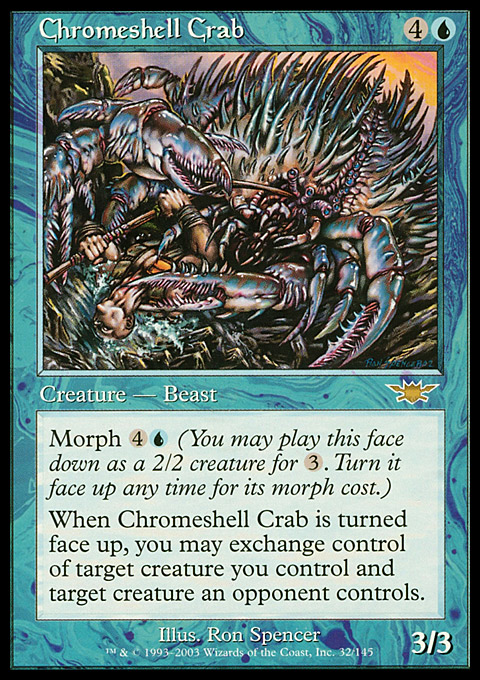 Chromeshell Crab 4
Creature — Beast
Morph 4 (You may play this face
down as a 2/2 creature for 3. Turn it
face up any time for its morph cost.)
When Chromeshell Crab is turned
face up, you may exchange control
of target creature you control and
target creature an opponent controls.
Illus. Ron Spencer
3/3
™ & © 1993-2003 Wizards of the Coast, Inc. 32/145